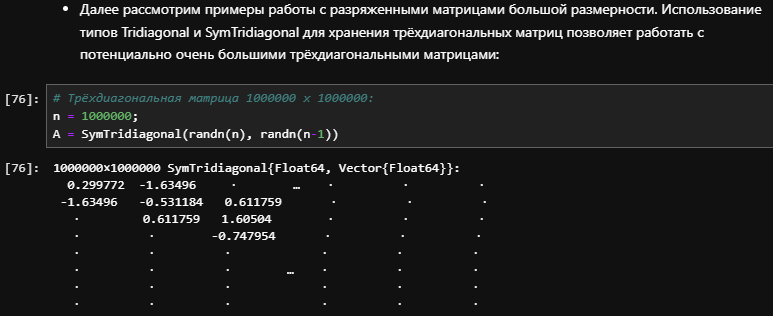 • Далее рассмотрим примеры работы с разряженными матрицами большой размерности. Использование
типов Tridiagonal и SymTridiagonal для хранения трёхдиагональных матриц позволяет работать с
потенциально очень большими трёхдиагональными матрицами:
[76]: # Трёхдиагональная матрица 1000000 x 1000000:
n = 1000000;
A = SymTridiagonal(randn(n), randn(n-1))
[76]: 1000000×1000000 SymTridiagonal{Float64, Vector{Float64}}:
0.299772 -1.63496 ⋅ … ⋅ ⋅ ⋅
-1.63496 -0.531184 0.611759 ⋅ ⋅ ⋅
⋅ 0.611759 1.60504 ⋅ ⋅ ⋅
⋅ ⋅ -0.747954 ⋅ ⋅ ⋅
⋅ ⋅ ⋅ ⋅ ⋅ ⋅
⋅ ⋅ ⋅ … ⋅ ⋅ ⋅
⋅ ⋅ ⋅ ⋅ ⋅ ⋅
⋅ ⋅ ⋅ ⋅ ⋅ ⋅